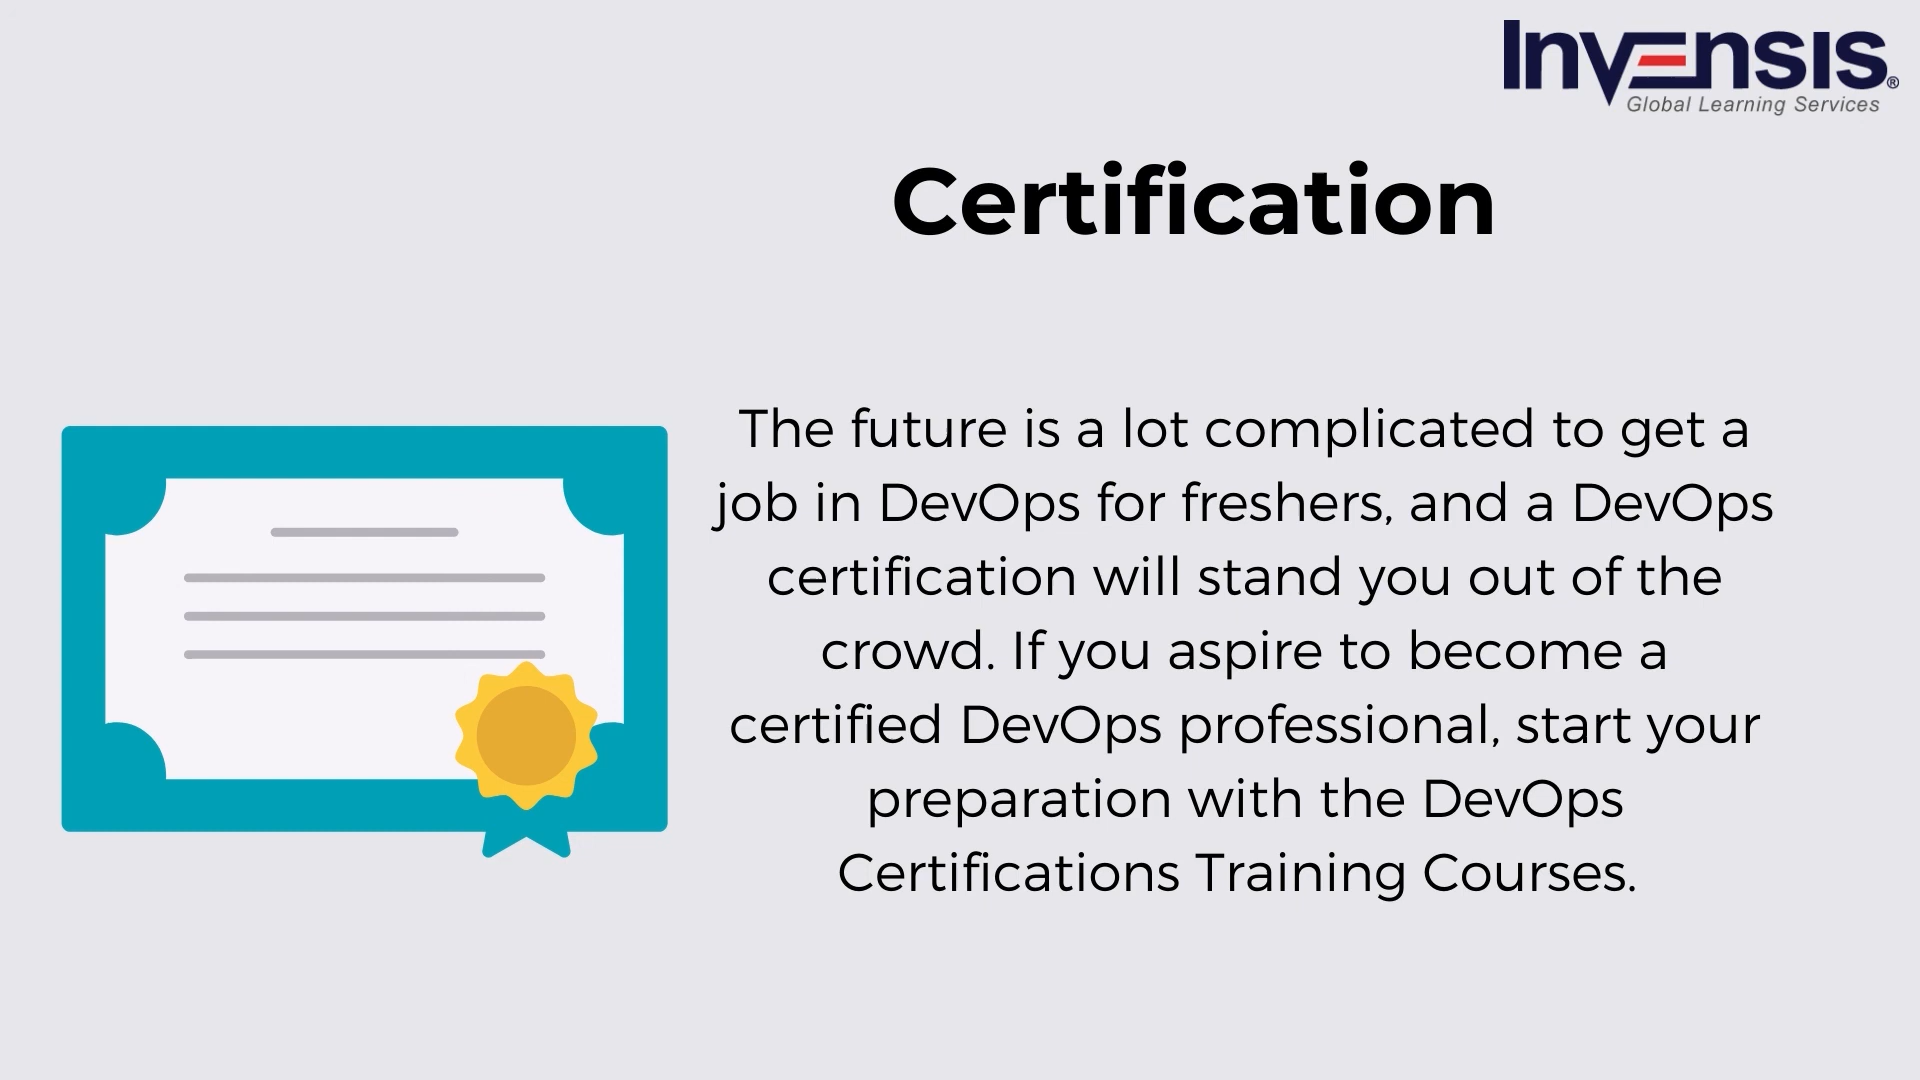 Invensis®
Global Learning Services
Certification
The future is a lot complicated to get a
job in DevOps for freshers, and a DevOps
certification will stand you out of the
crowd. If you aspire to become a
certified DevOps professional, start your
preparation with the DevOps
Certifications Training Courses.